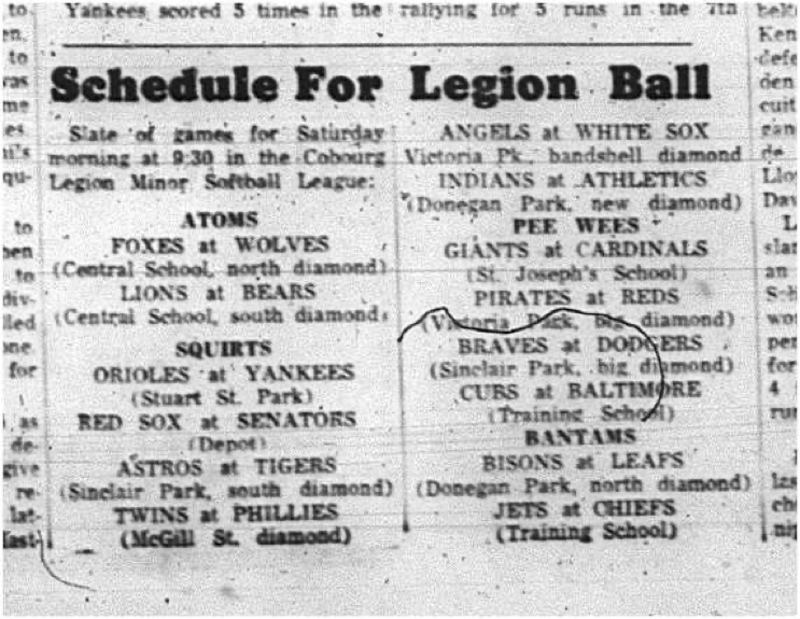 Yankees scored 5 times in the
rallying for 5 runs in the 7th
Schedule For Legion Ball
Slate of games for Saturday
morning at 9:30 in the Cobourg
Legion Minor Softball League:
ATOMS
FOXES at WOLVES
(Central School, north diamond)
LIONS at BEARS
(Central School, south diamond)
SQUIRTS
ORIOLES at YANKEES
(Stuart St. Park)
RED SOX at SENATORS
(Depot)
ASTROS at TIGERS
(Sinclair Park, south diamond)
TWINS at PHILLIES
(McGill St. diamond)
ANGELS at WHITE SOX
Victoria Pk., bandshell diamond
INDIANS at ATHLETICS
(Donegan Park, new diamond)
PEE WEES
GIANTS at CARDINALS
(St. Joseph's School)
PIRATES at REDS
(Victoria Park, big diamond)
BRAVES at DODGERS
(Sinclair Park, big diamond)
CUBS at BALTIMORE
(Training School)
BANTAMS
BISONS at LEAFS
(Donegan Park, north diamond)
JETS at CHIEFS
(Training School)